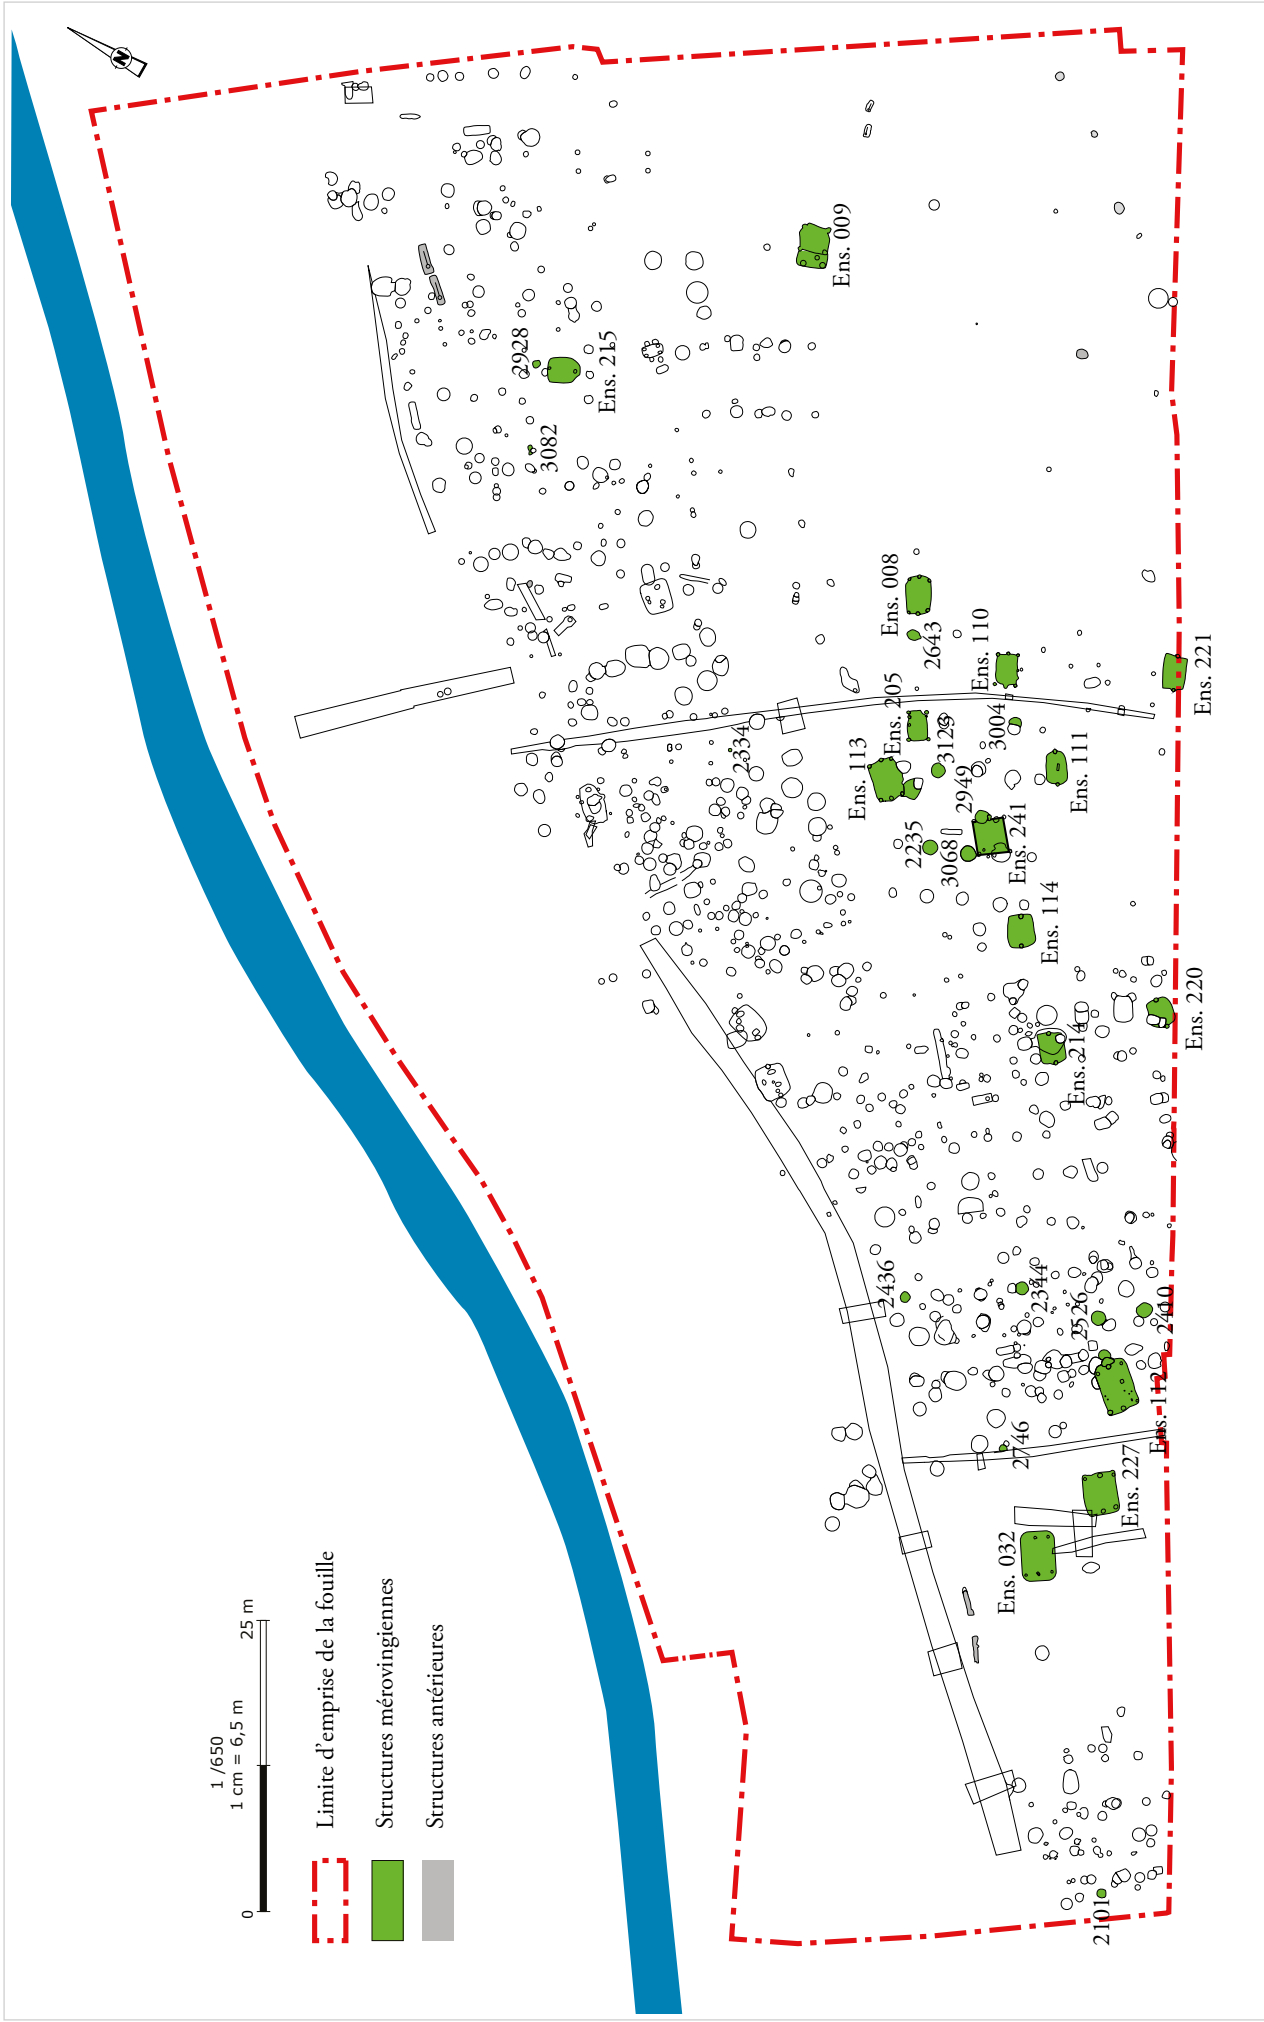 N
Ens. 009
2928
Ens. 215
3082
Ens. 008
2643
Ens. 110
Ens. 221
Ens. 205
3004
3123
2334
Ens. 113
Ens. 111
2949
2235
3068
Ens. 241
Ens. 114
Ens. 220
Ens. 214
2436
2344
2526
2410
Ens. 112
2746
Ens. 227
Ens. 032
2101
1 /650
1 cm = 6,5 m
0
25 m
Limite d'emprise de la fouille
Structures mérovingiennes
Structures antérieures